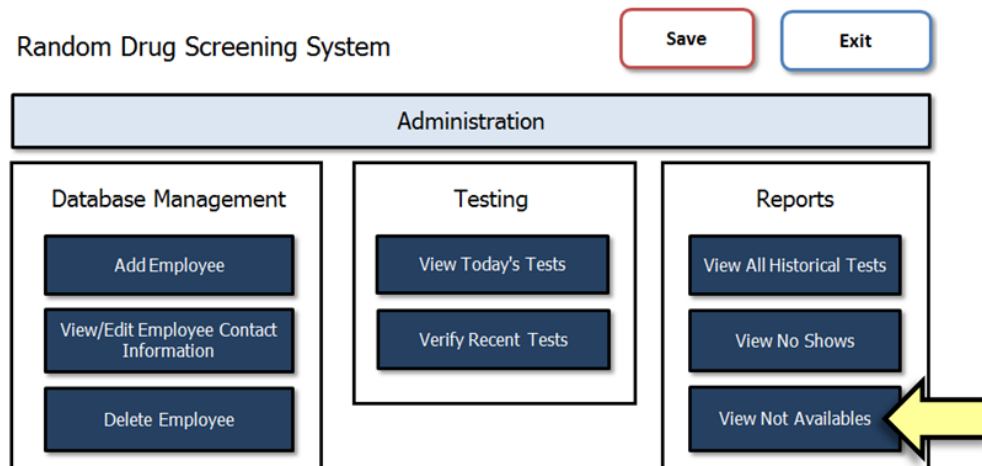 Random Drug Screening System
Save
Exit
Administration
Database Management
Add Employee
View/Edit Employee Contact
Information
Delete Employee
Testing
View Today's Tests
Verify Recent Tests
Reports
View All Historical Tests
View No Shows
View Not Availables